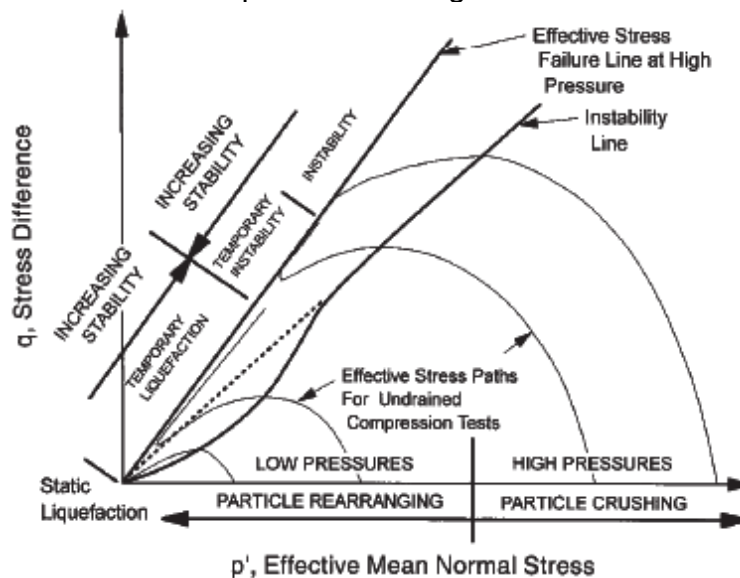 Effective Stress
Failure Line at High
Pressure
Instability
Line
INCREASING
STABILITY
INSTABILITY
TEMPORARY
INSTABILITY
INCREASING
STABILITY
TEMPORARY
LIQUEFACTION
q, Stress Difference
Effective Stress Paths
For Undrained
Compression Tests
LOW PRESSURES
HIGH PRESSURES
Static
Liquefaction
PARTICLE REARRANGING
PARTICLE CRUSHING
p', Effective Mean Normal Stress